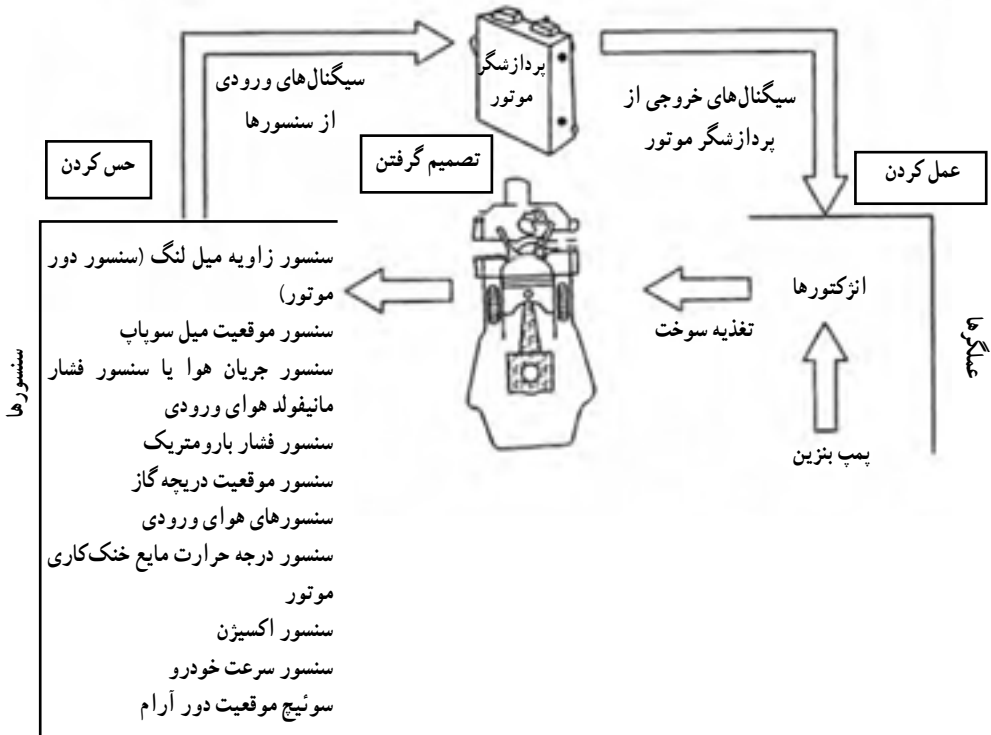 پردازشگر
موتور
سیگنال‌های ورودی
از سنسورها
سیگنال‌های خروجی از
پردازشگر موتور
حس کردن
تصمیم گرفتن
عمل کردن
سنسور زاویه میل لنگ (سنسور دور
موتور)
سنسور موقعیت میل سوپاپ
سنسور جریان هوا یا سنسور فشار
مانیفولد هوای ورودی
سنسور فشار بارومتریک
سنسور موقعیت دریچه گاز
سنسورهای هوای ورودی
سنسور درجه حرارت مایع خنک‌کاری
موتور
سنسور اکسیژن
سنسور سرعت خودرو
سوئیچ موقعیت دور آرام
سنسورها
تغذیه سوخت
انژکتورها
پمپ بنزین
عملگرها